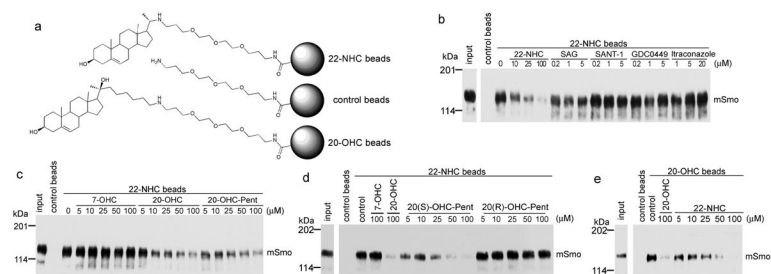 a
HO
HN
NH
O
22-NHC beads
H2N
control beads
HO
20-OHC beads
b
22-NHC beads
input
control beads
22-NHC
SAG
SANT-1
GDC0449
Itraconazole
0 10 25 100 0.2 1 5 0.2 1 5 0.2 1 5 1 5 20 (μM)
kDa
201
114
mSmo
c
22-NHC beads
input
control beads
7-OHC
20-OHC
20-OHC-Pent
0 5 10 25 50 100 5 10 25 50 100 5 10 25 50 100 (μM)
kDa
201
114
mSmo
d
22-NHC beads
input
control beads
control
7-OHC
20-OHC
20(S)-OHC-Pent
20(R)-OHC-Pent
100 100 5 10 25 50 100 5 10 25 50 100 (μM)
kDa
202
114
mSmo
e
20-OHC beads
input
control beads
control
20-OHC
22-NHC
100 5 10 25 50 100 (μM)
kDa
202
114
mSmo